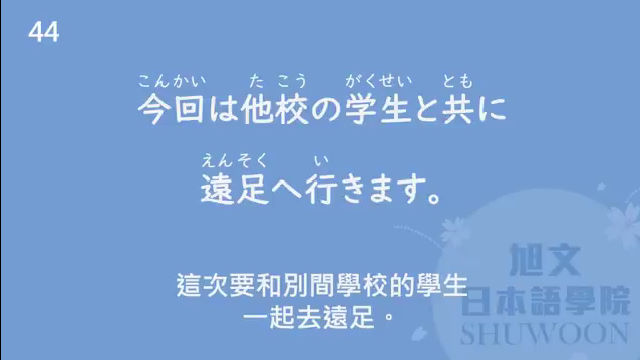 44
こんかい た こう がくせい とも
今回は他校の学生と共に
えんそく い
遠足へ行きます。
這次要和別間學校的學生
一起去遠足。
旭文
日本語學院
SHUWOON